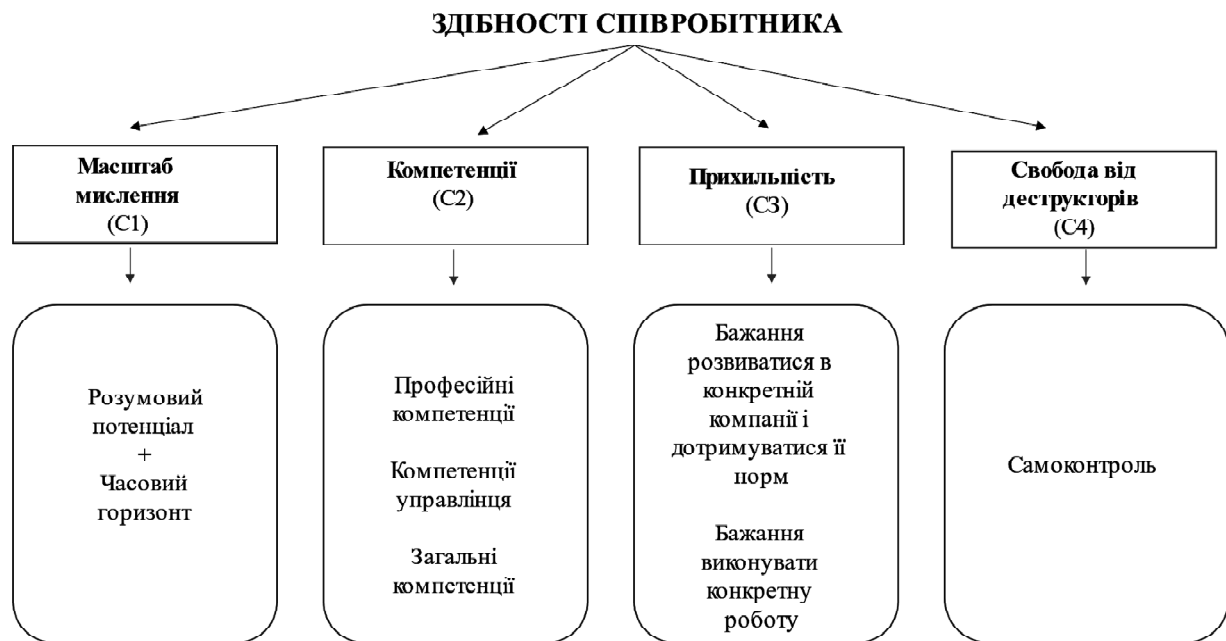 ЗДІБНОСТІ СПІВРОБІТНИКА
Масштаб
мислення
(С1)
Компетенції
(С2)
Прихильність
(С3)
Свобода від
деструкторів
(С4)
Розумовий
потенціал
+
Часовий
горизонт
Професійні
компетенції
Компетенції
управлінця
Загальні
компетенції
Бажання
розвиватися в
конкретній
компанії і
дотримуватися її
норм
Бажання
виконувати
конкретну
роботу
Самоконтроль